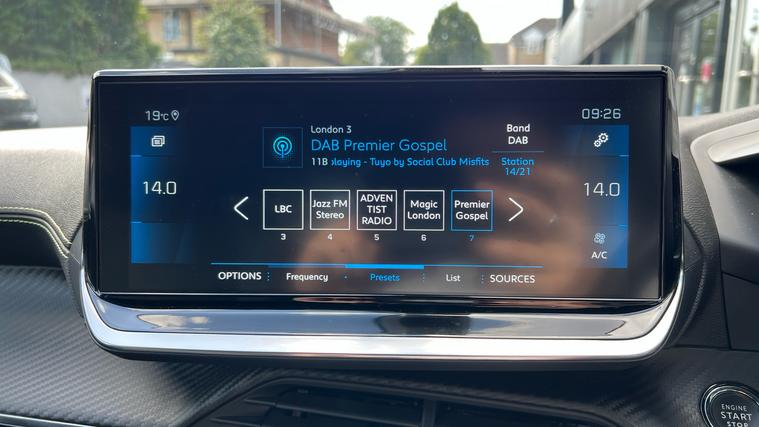 19°C
09:26
London 3
DAB Premier Gospel
11B laying - Tuyo by Social Club Misfits
Band
DAB
Station
14/21
14.0
14.0
LBC
3
Jazz FM
Stereo
4
ADVEN
TIST
RADIO
5
Magic
London
6
Premier
Gospel
7
A/C
OPTIONS
Frequency
Presets
List
SOURCES
ENGINE
START
STOP